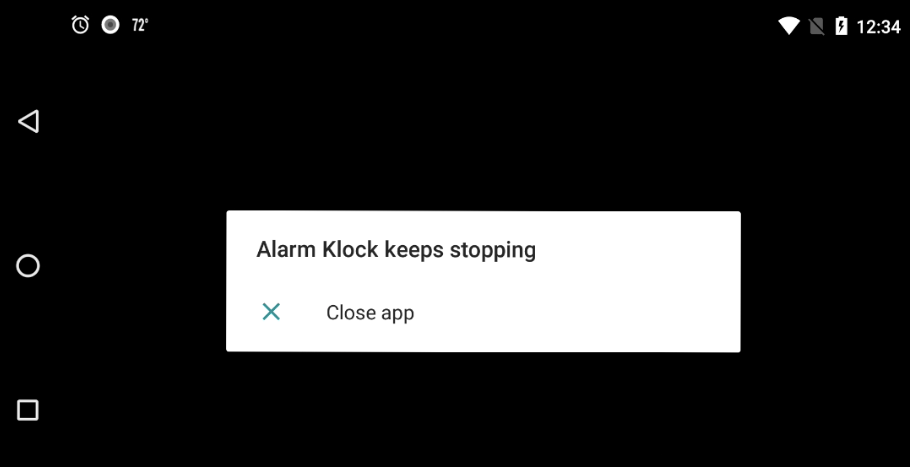 72°
12:34
Alarm Klock keeps stopping
Close app